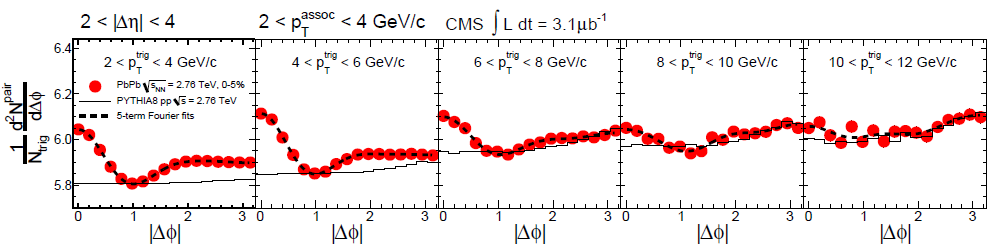 2 < |Δη| < 4
2 < p_T^assoc < 4 GeV/c
CMS ∫ L dt = 3.1μb⁻¹
1/N_trig d²N^pair/dΔφ
6.4
6.2
6.0
5.8
2 < p_T^trig < 4 GeV/c
PbPb √s_NN = 2.76 TeV, 0-5%
PYTHIA8 pp √s = 2.76 TeV
5-term Fourier fits
4 < p_T^trig < 6 GeV/c
6 < p_T^trig < 8 GeV/c
8 < p_T^trig < 10 GeV/c
10 < p_T^trig < 12 GeV/c
0 1 2 3
0 1 2 3
0 1 2 3
0 1 2 3
0 1 2 3
|Δφ|
|Δφ|
|Δφ|
|Δφ|
|Δφ|